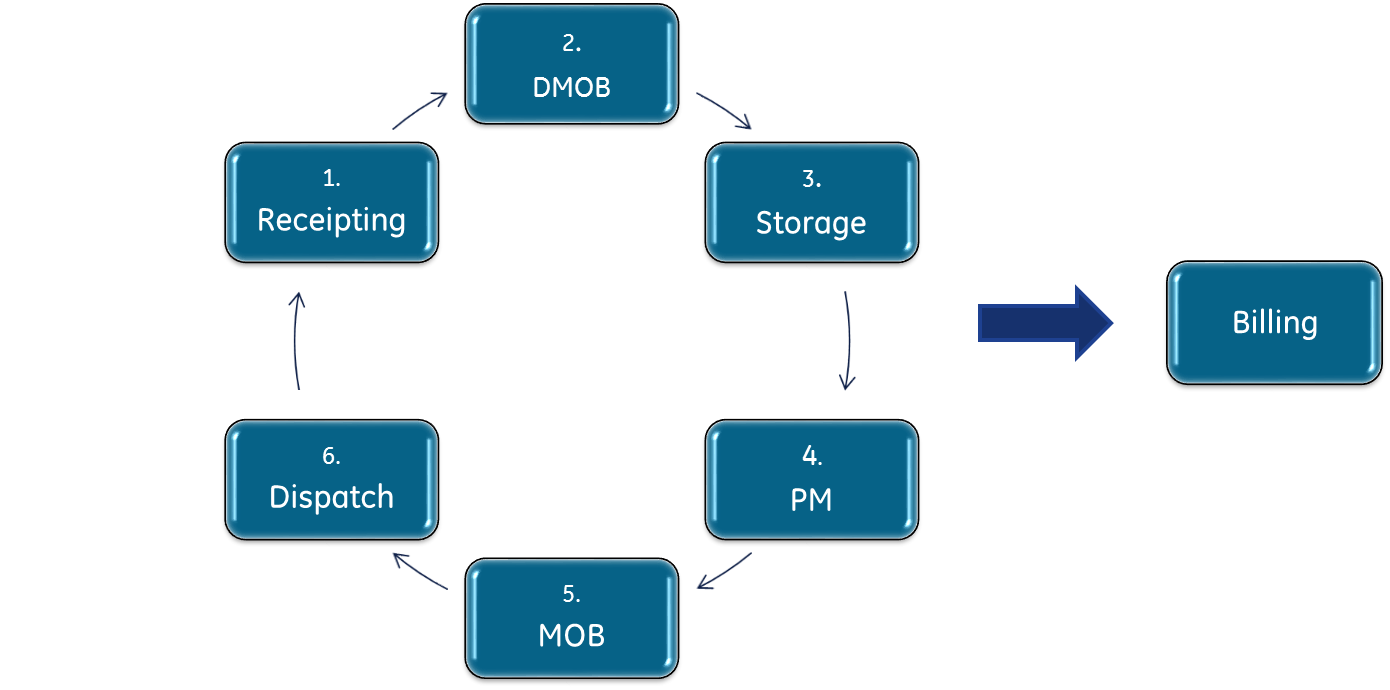 1.
Receipting
2.
DMOB
3.
Storage
4.
PM
5.
MOB
6.
Dispatch
Billing